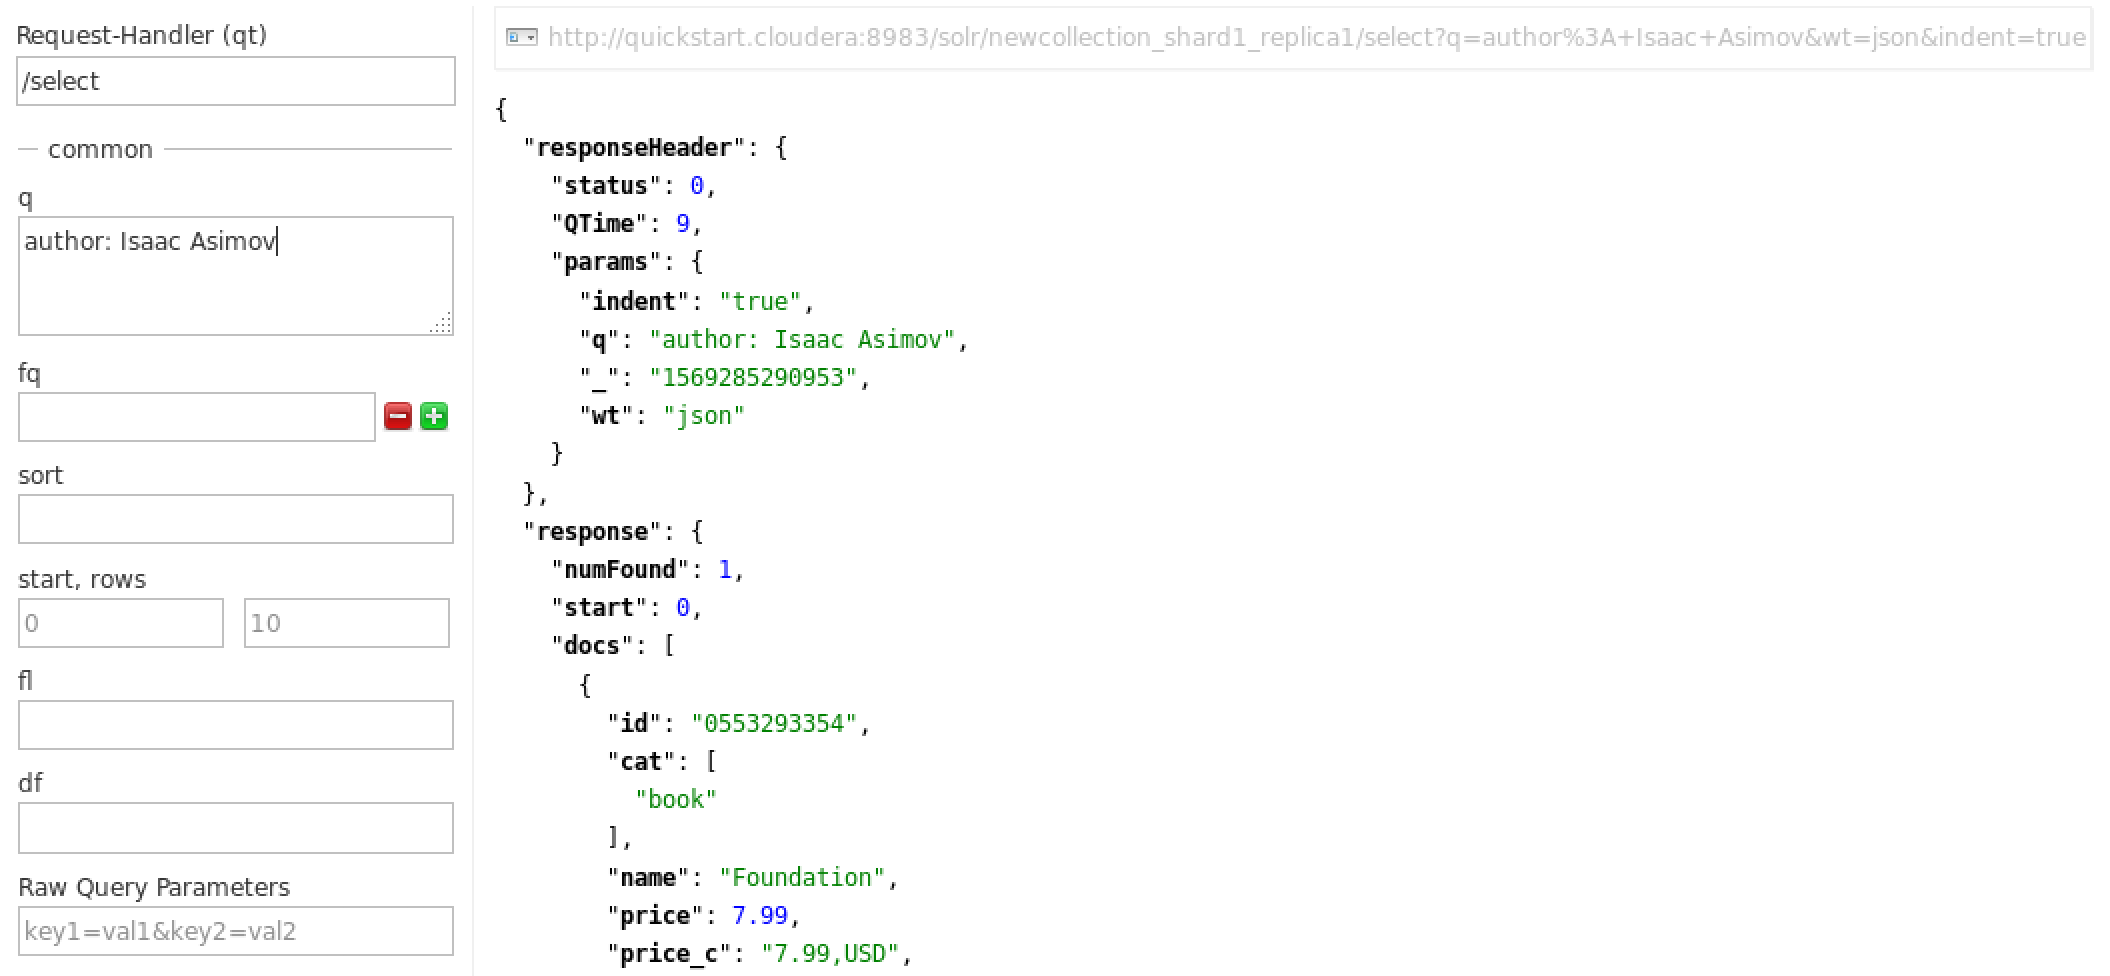 Request-Handler (qt)
/select
common
q
author: Isaac Asimov
fq
sort
start, rows
0 10
fl
df
Raw Query Parameters
key1=val1&key2=val2
http://quickstart.cloudera:8983/solr/newcollection_shard1_replica1/select?q=author%3A+Isaac+Asimov&wt=json&indent=true
{
"responseHeader": {
"status": 0,
"QTime": 9,
"params": {
"indent": "true",
"q": "author: Isaac Asimov",
"_": "1569285290953",
"wt": "json"
}
},
"response": {
"numFound": 1,
"start": 0,
"docs": [
{
"id": "0553293354",
"cat": [
"book"
],
"name": "Foundation",
"price": 7.99,
"price_c": "7.99,USD",